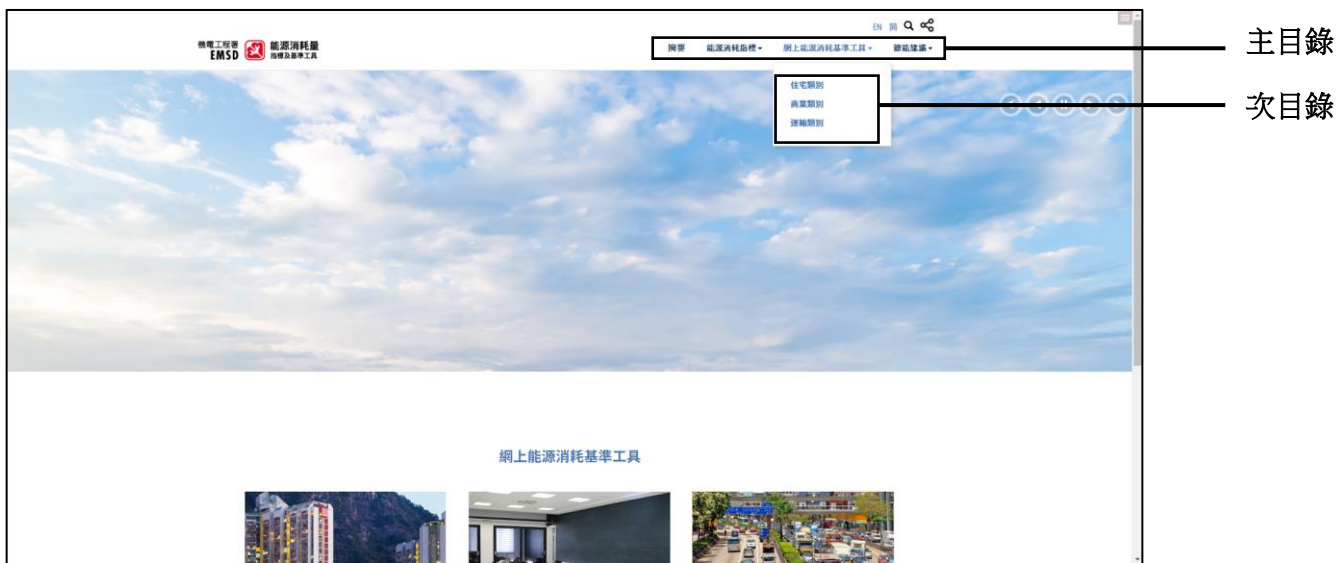 EN 简
機電工程署
EMSD
能源消耗量
指標及基準工具
摘要 能源消耗指標 網上能源消耗基準工具 節能建議
主目錄
住宅類別
商業類別
運輸類別
次目錄
網上能源消耗基準工具